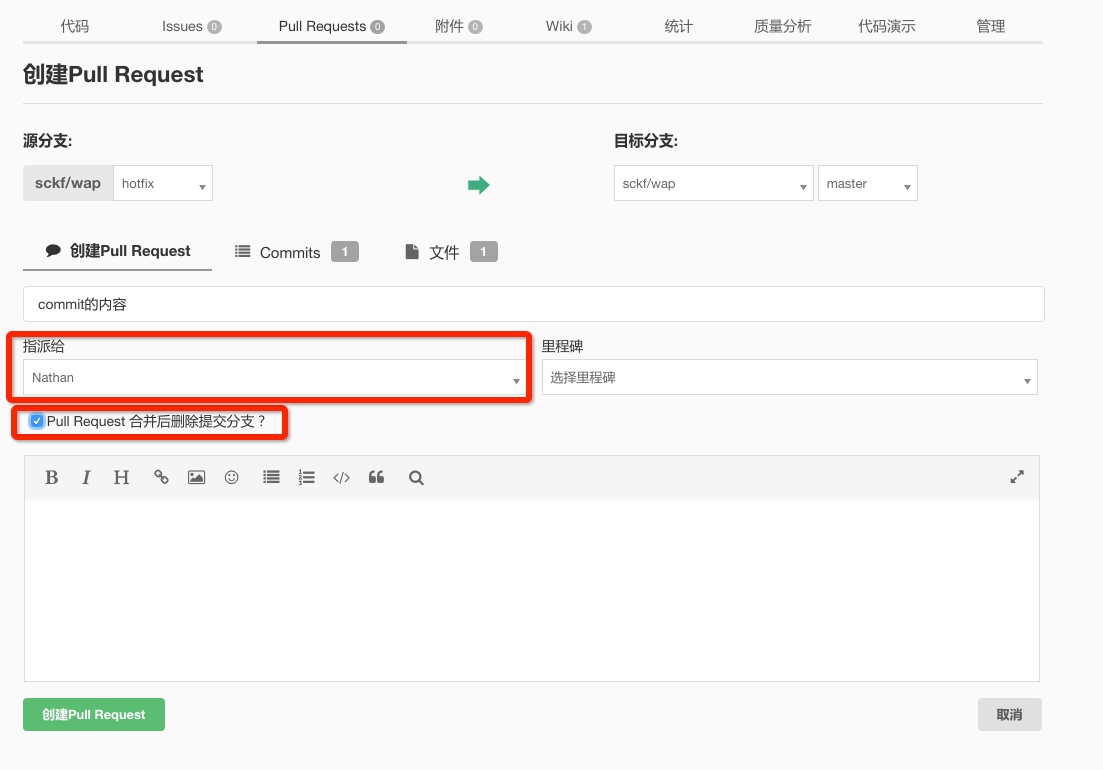 代码 Issues 0 Pull Requests 0 附件 0 Wiki 1 统计 质量分析 代码演示 管理
创建Pull Request
源分支: 目标分支:
sckf/wap hotfix sckf/wap master
创建Pull Request Commits 1 文件 1
commit的内容
指派给 里程碑
Nathan 选择里程碑
Pull Request 合并后删除提交分支？
B I H
创建Pull Request 取消